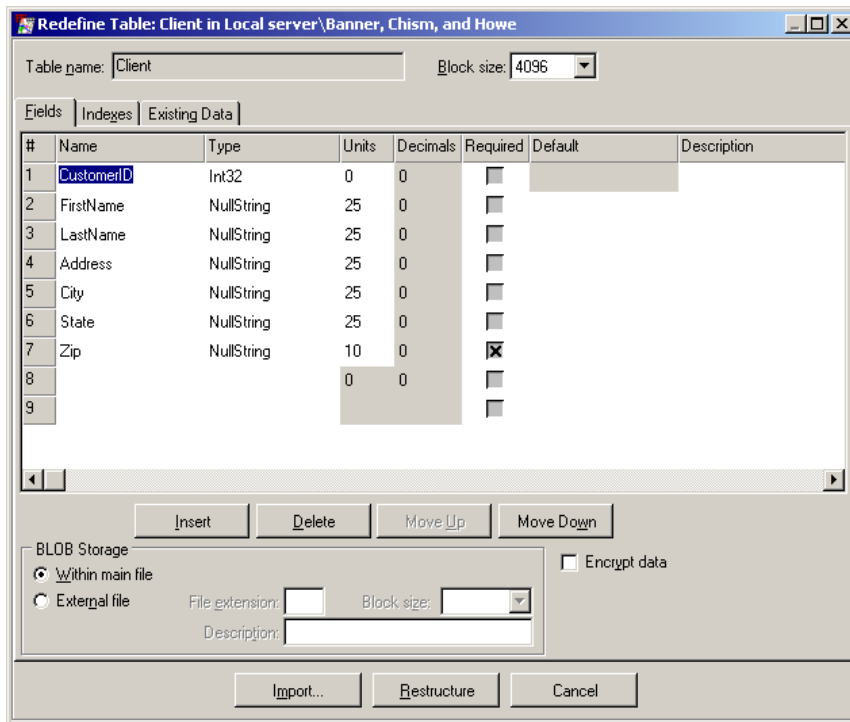 Redefine Table: Client in Local server\Banner, Chism, and Howe
Table name: Client Block size: 4096
Fields Indexes Existing Data
# Name Type Units Decimals Required Default Description
1 CustomerID Int32 0 0
2 FirstName NullString 25 0
3 LastName NullString 25 0
4 Address NullString 25 0
5 City NullString 25 0
6 State NullString 25 0
7 Zip NullString 10 0
8 0 0
9
Insert Delete Move Up Move Down
BLOB Storage
Within main file
Encrypt data
External file File extension: Block size:
Description:
Import... Restructure Cancel